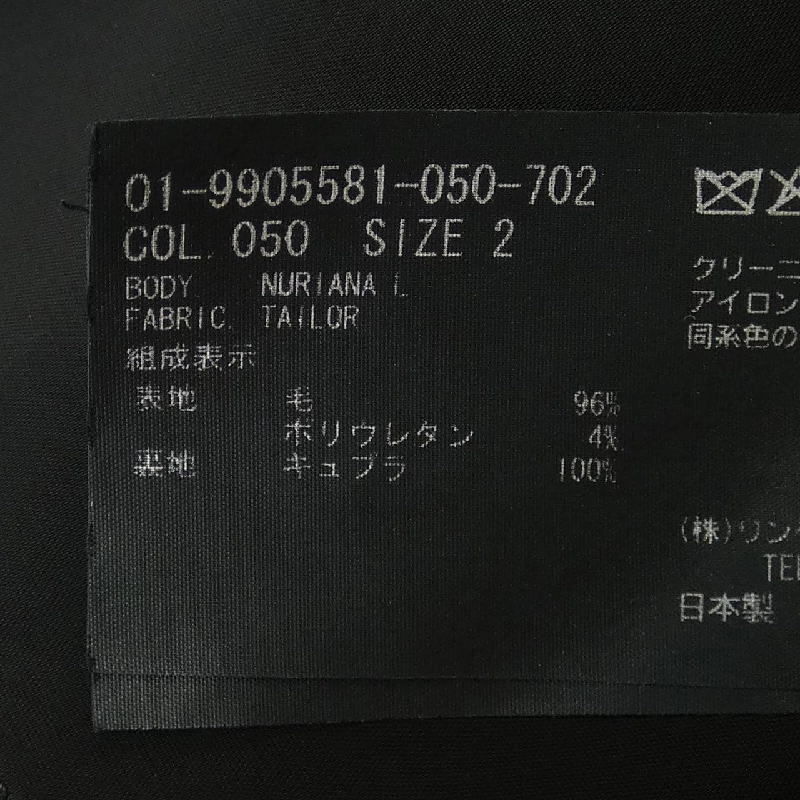 01-9905581-050-702
COL. 050 SIZE 2
BODY NURIANA L
FABRIC. TAILOR
組成表示
表地 毛 96%
ポリウレタン 4%
裏地 キュプラ 100%
クリーニ
アイロン
同系色の
(株)リン
TEL
日本製